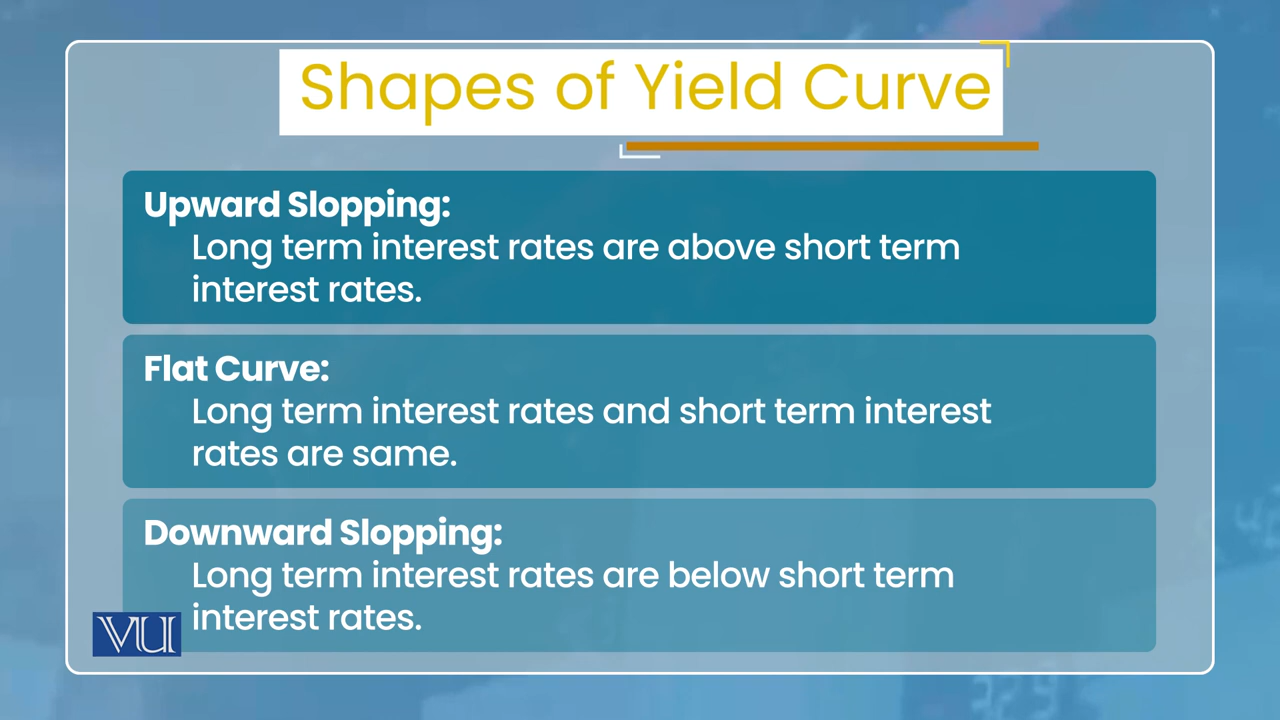 Shapes of Yield Curve
Upward Slopping:
Long term interest rates are above short term
interest rates.
Flat Curve:
Long term interest rates and short term interest
rates are same.
Downward Slopping:
Long term interest rates are below short term
interest rates.
VU
329